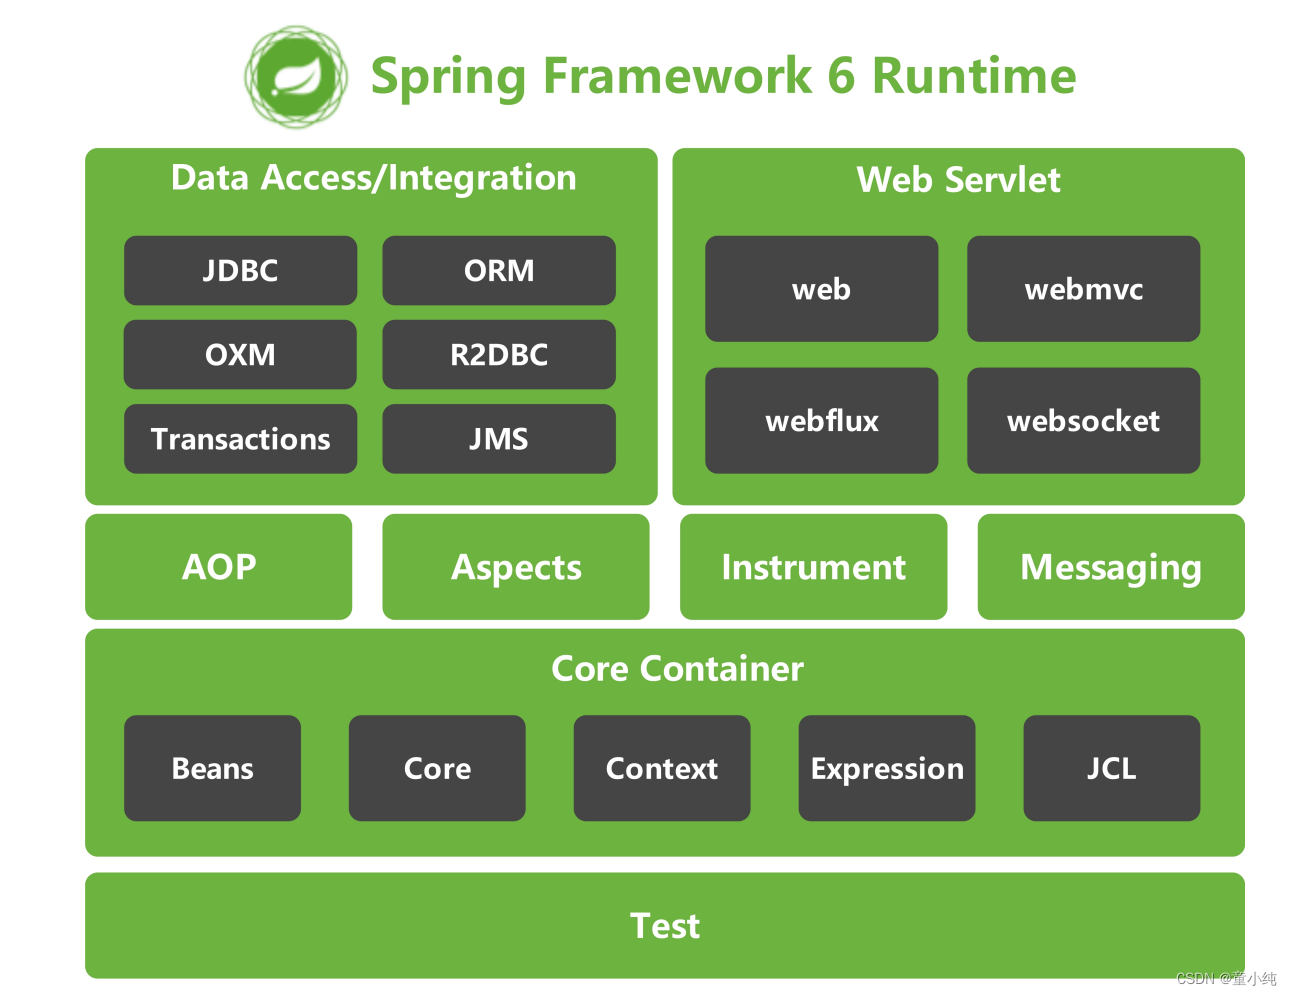 Spring Framework 6 Runtime
Data Access/Integration
JDBC
ORM
OXM
R2DBC
Transactions
JMS
Web Servlet
web
webmvc
webflux
websocket
AOP
Aspects
Instrument
Messaging
Core Container
Beans
Core
Context
Expression
JCL
Test
CSDN @童小纯